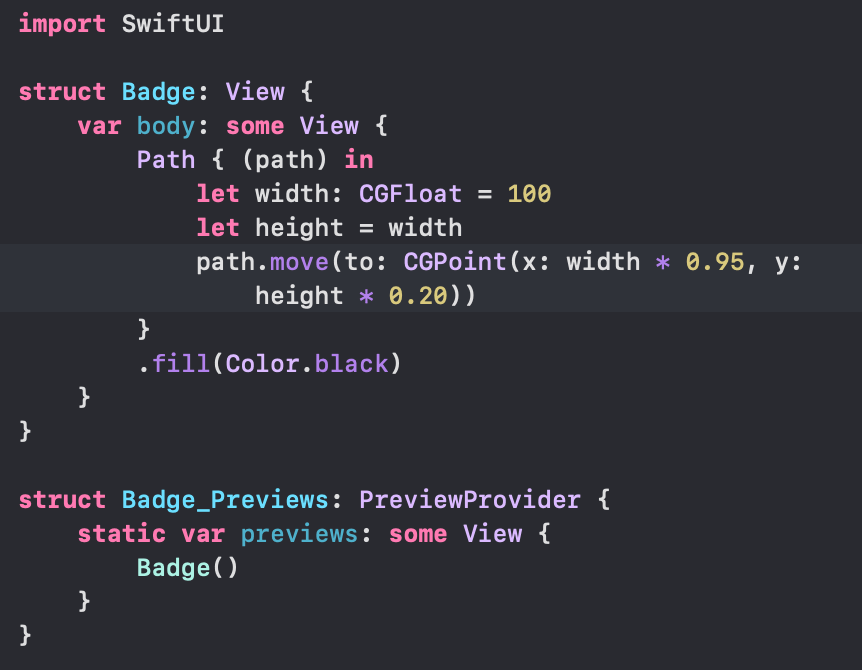 import SwiftUI
struct Badge: View {
    var body: some View {
        Path { (path) in
            let width: CGFloat = 100
            let height = width
            path.move(to: CGPoint(x: width * 0.95, y:
                height * 0.20))
        }
        .fill(Color.black)
    }
}
struct Badge_Previews: PreviewProvider {
    static var previews: some View {
        Badge()
    }
}